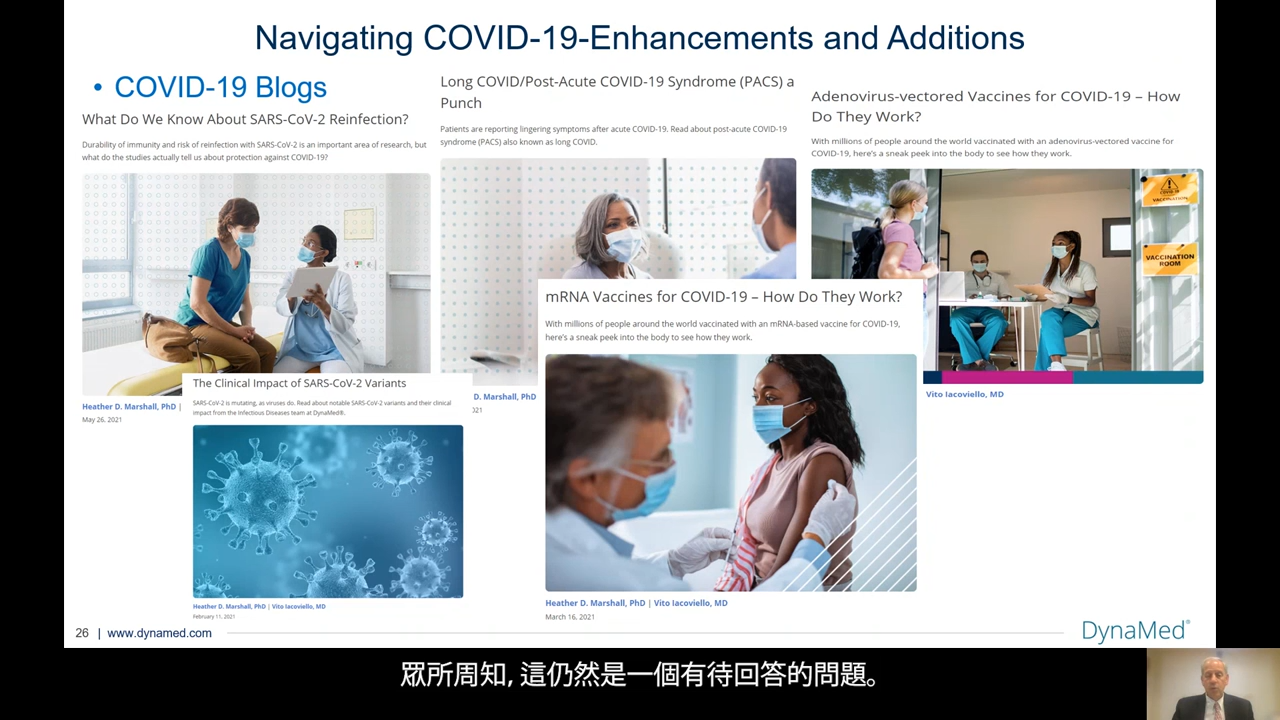 Navigating COVID-19-Enhancements and Additions
• COVID-19 Blogs
What Do We Know About SARS-CoV-2 Reinfection?
Durability of immunity and risk of reinfection with SARS-CoV-2 is an important area of research, but
what do the studies actually tell us about protection against COVID-19?
Heather D. Marshall, PhD |
May 26, 2021
Long COVID/Post-Acute COVID-19 Syndrome (PACS) a
Punch
Patients are reporting lingering symptoms after acute COVID-19. Read about post-acute COVID-19
syndrome (PACS) also known as long COVID.
D. Marshall, PhD
021
Adenovirus-vectored Vaccines for COVID-19 – How
Do They Work?
With millions of people around the world vaccinated with an adenovirus-vectored vaccine for
COVID-19, here's a sneak peek into the body to see how they work.
COVID-19
VACCINATION
VACCINATION
ROOM
Vito Iacoviello, MD
The Clinical Impact of SARS-CoV-2 Variants
SARS-CoV-2 is mutating, as viruses do. Read about notable SARS-CoV-2 variants and their clinical
impact from the Infectious Diseases team at DynaMed®.
Heather D. Marshall, PhD | Vito Iacoviello, MD
February 11, 2021
mRNA Vaccines for COVID-19 – How Do They Work?
With millions of people around the world vaccinated with an mRNA-based vaccine for COVID-19,
here's a sneak peek into the body to see how they work.
Heather D. Marshall, PhD | Vito Iacoviello, MD
March 16, 2021
26 | www.dynamed.com
DynaMed®
眾所周知, 這仍然是一個有待回答的問題。